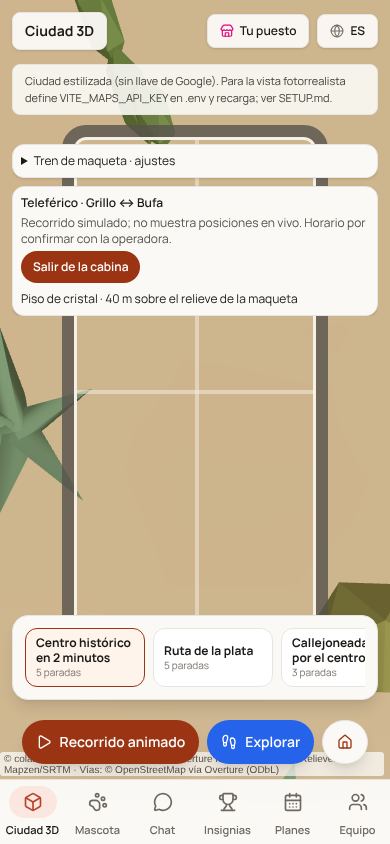 Ciudad 3D
Tu puesto
ES
Ciudad estilizada (sin llave de Google). Para la vista fotorrealista
define VITE_MAPS_API_KEY en .env y recarga; ver SETUP.md.
Tren de maqueta · ajustes
Teleférico · Grillo ↔ Bufa
Recorrido simulado; no muestra posiciones en vivo. Horario por
confirmar con la operadora.
Salir de la cabina
Piso de cristal · 40 m sobre el relieve de la maqueta
Centro histórico
en 2 minutos
5 paradas
Ruta de la plata
5 paradas
Callejoneada
por el centro
3 paradas
Recorrido animado
Explorar
Mapzen/SRTM · Vías: © OpenStreetMap vía Overture (ODbL)
Ciudad 3D
Mascota
Chat
Insignias
Planes
Equipo